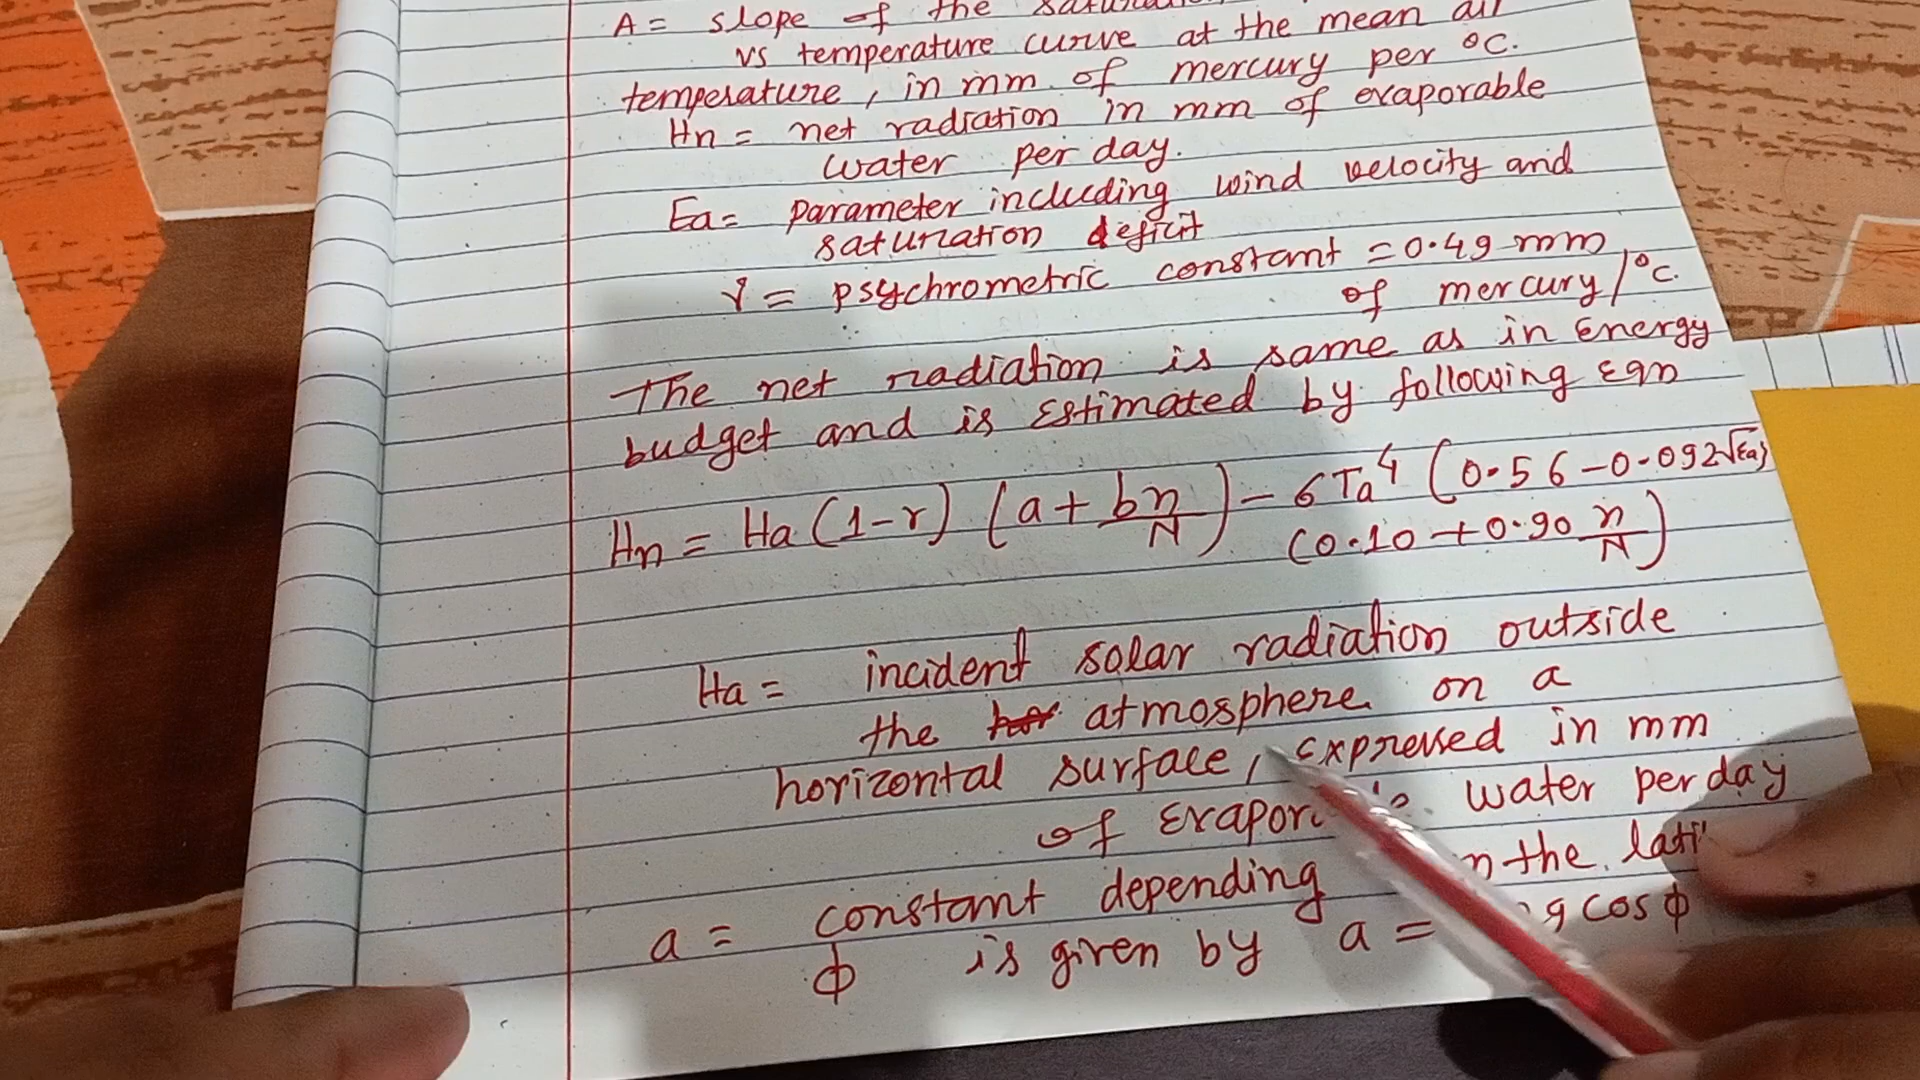 A = slope of the
vs temperature curve at the mean air
temperature, in mm of mercury per °C.
Hn = net radiation in mm of evaporable
water per day.
Ea = parameter including wind velocity and
saturation deficit
γ = psychrometric constant = 0.49 mm
of mercury/°C.
The net radiation is same as in Energy
budget and is Estimated by following Eqn
Hn = Ha (1-r) (a + bn/N) - σTa⁴ (0.56-0.092√Ea)
(0.10 + 0.90 n/N)
Ha = incident solar radiation outside
the atmosphere on a
horizontal surface, expressed in mm
of water per day
a = constant depending the
φ is given by a = cos φ